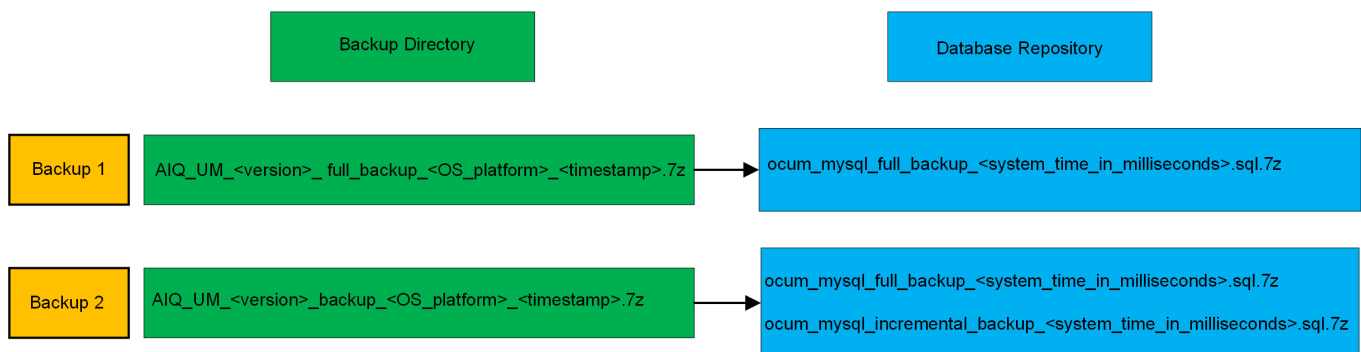 Backup Directory
Database Repository
Backup 1
AIQ_UM_<version>_ full_backup_<OS_platform>_<timestamp>.7z
ocum_mysql_full_backup_<system_time_in_milliseconds>.sql.7z
Backup 2
AIQ_UM_<version>_backup_<OS_platform>_<timestamp>.7z
ocum_mysql_full_backup_<system_time_in_milliseconds>.sql.7z
ocum_mysql_incremental_backup_<system_time_in_milliseconds>.sql.7z